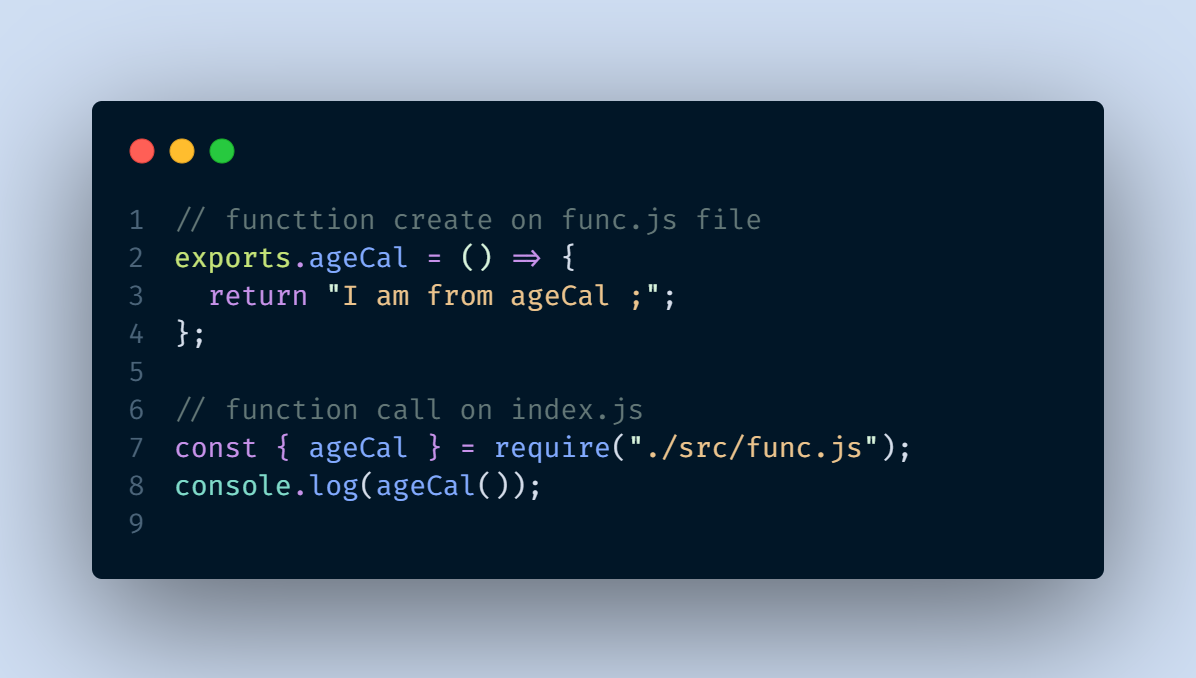 1 // functtion create on func.js file
2 exports.ageCal = () => {
3   return "I am from ageCal ;";
4 };
5
6 // function call on index.js
7 const { ageCal } = require("./src/func.js");
8 console.log(ageCal());
9